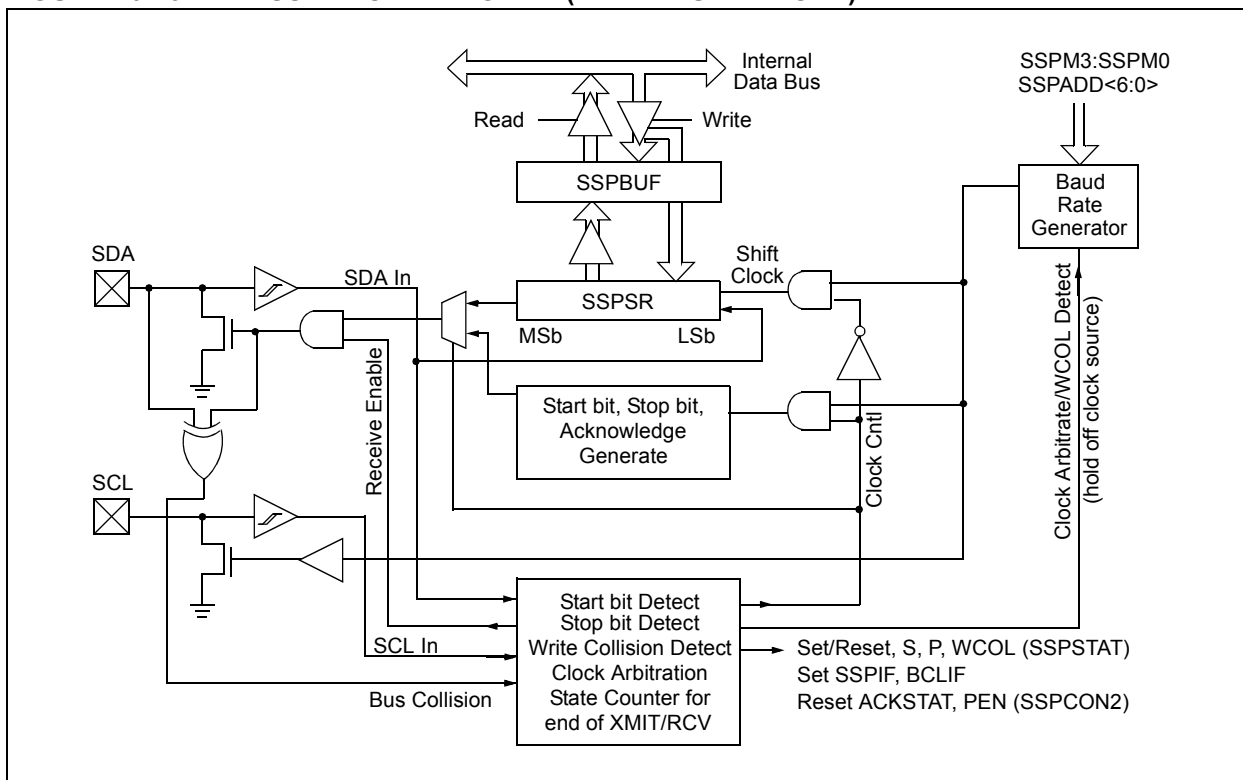 Internal
Data Bus
SSPM3:SSPM0
SSPADD<6:0>
Read
Write
SSPBUF
Baud
Rate
Generator
SDA
SDA In
Shift
Clock
SSPSR
MSb
LSb
Start bit, Stop bit,
Acknowledge
Generate
Receive Enable
Clock Cntl
Clock Arbitrate/WCOL Detect
(hold off clock source)
SCL
SCL In
Bus Collision
Start bit Detect
Stop bit Detect
Write Collision Detect
Clock Arbitration
State Counter for
end of XMIT/RCV
Set/Reset, S, P, WCOL (SSPSTAT)
Set SSPIF, BCLIF
Reset ACKSTAT, PEN (SSPCON2)